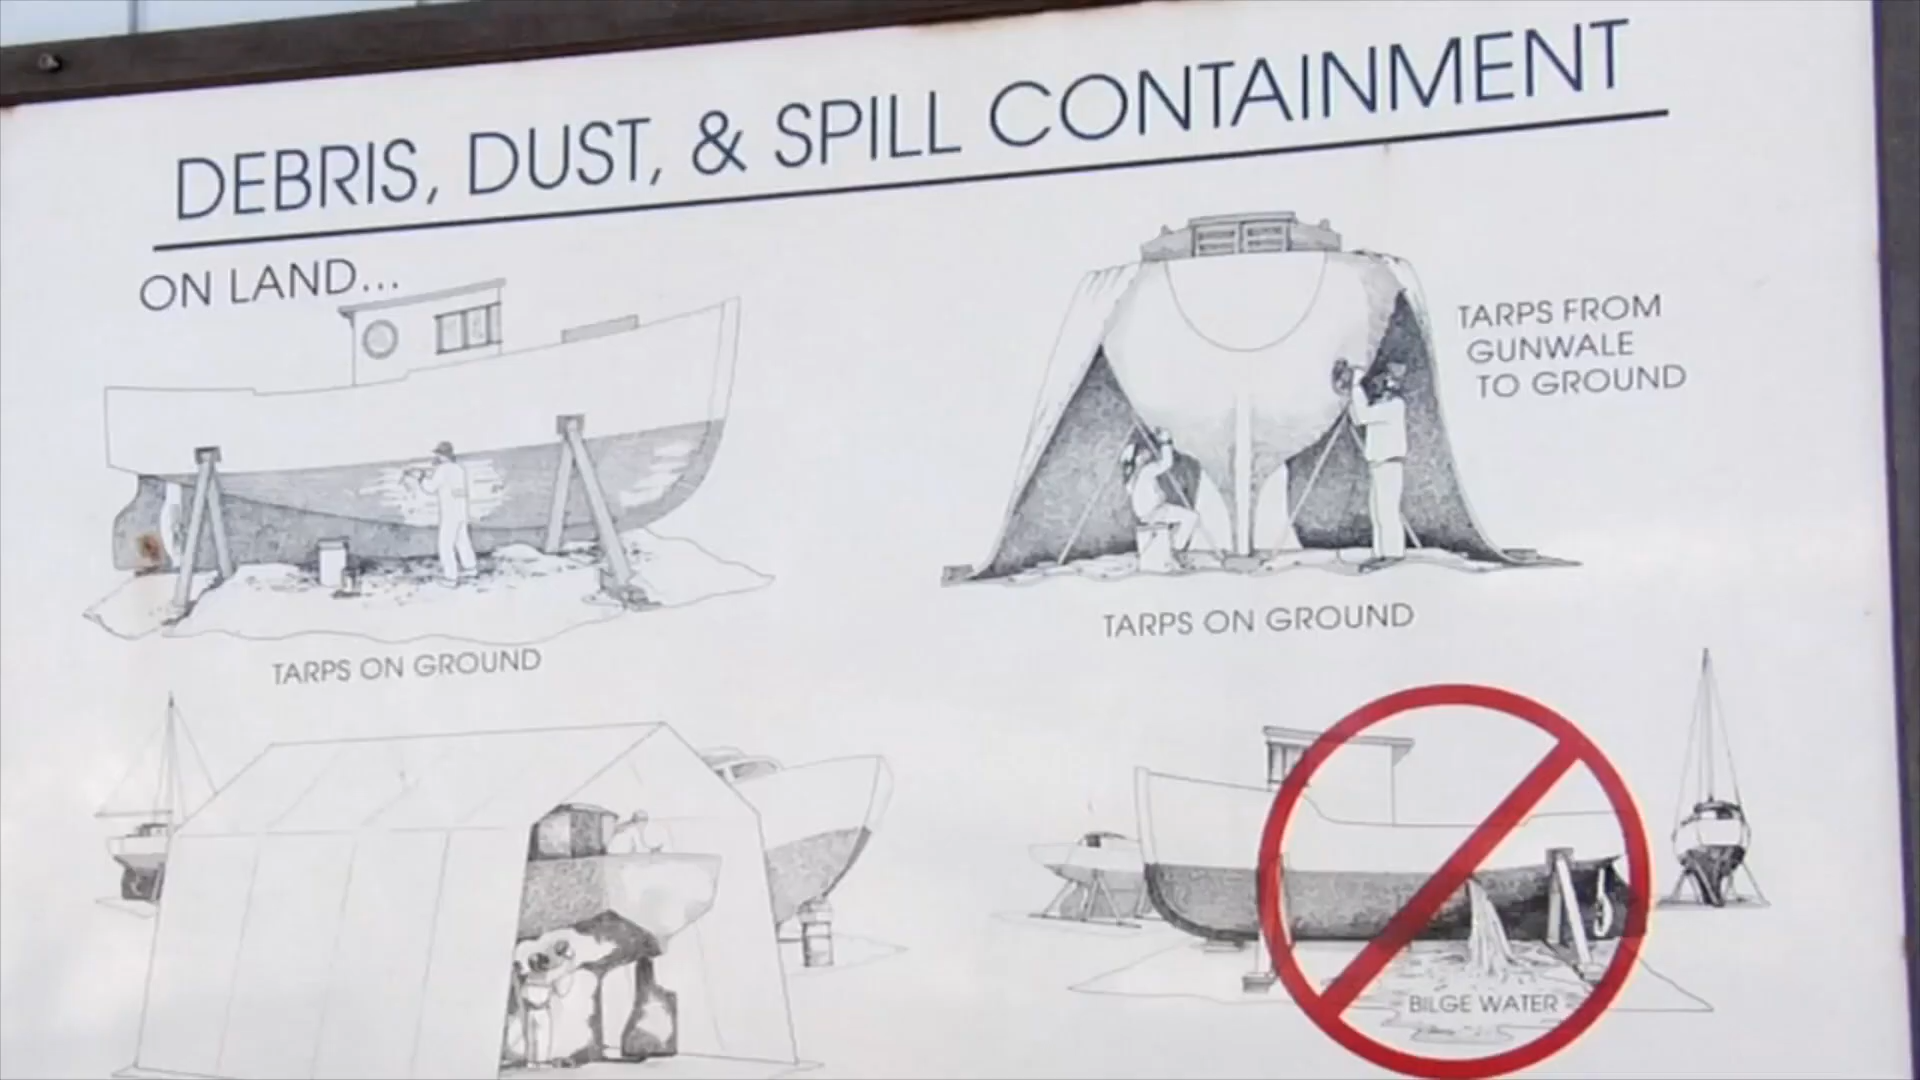 DEBRIS, DUST, & SPILL CONTAINMENT
ON LAND...
TARPS FROM
GUNWALE
TO GROUND
TARPS ON GROUND
TARPS ON GROUND
BILGE WATER